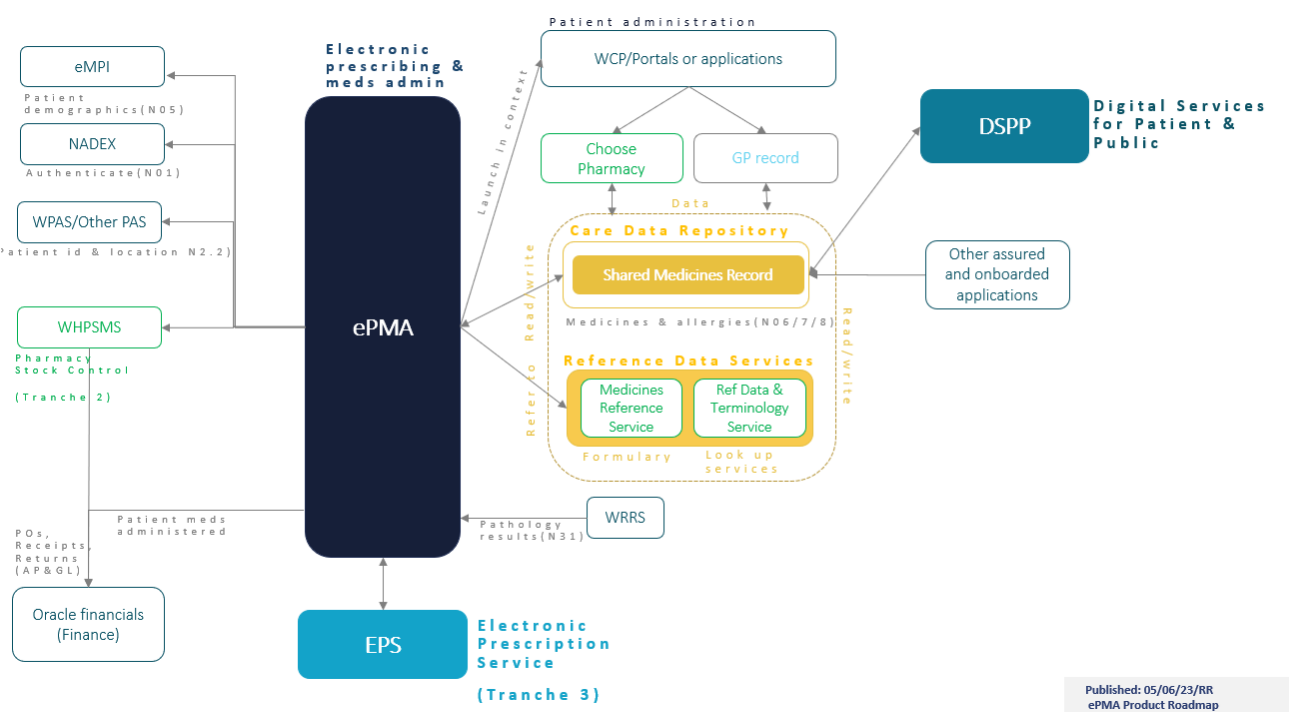 Patient administration
Electronic
prescribing &
meds admin
eMPI
Patient
demographics(N05)
NADEX
Authenticate(N01)
WPAS/Other PAS
Patient id & location N2.2)
WHPSMS
Pharmacy
Stock Control
(Tranche 2)
Patient meds
administered
POs,
Receipts,
Returns
(AP&GL)
Oracle financials
(Finance)
ePMA
Launch in context
WCP/Portals or applications
Choose
Pharmacy
GP record
Data
Care Data Repository
Shared Medicines Record
Medicines & allergies(N06/7/8)
Refer to
Read/write
Read/write
Reference Data Services
Medicines
Reference
Service
Ref Data &
Terminology
Service
Formulary
Look up
services
WRRS
Pathology
results(N31)
DSPP
Digital Services
for Patient &
Public
Other assured
and onboarded
applications
EPS
Electronic
Prescription
Service
(Tranche 3)
Published: 05/06/23/RR
ePMA Product Roadmap